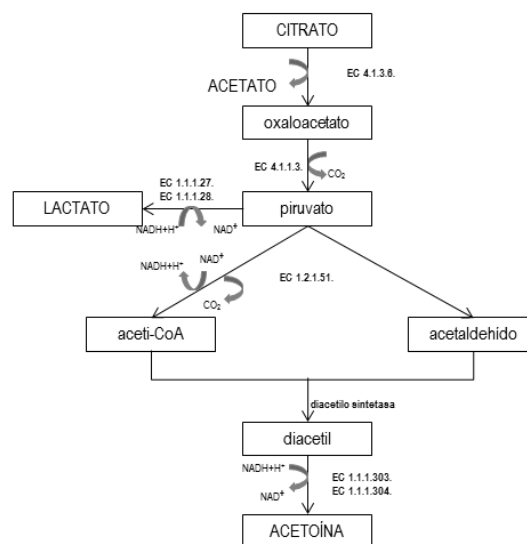 CITRATO
EC 4.1.3.6.
ACETATO
oxaloacetato
EC 4.1.1.3.
CO₂
EC 1.1.1.27.
EC 1.1.1.28.
LACTATO
piruvato
NADH+H⁺
NAD⁺
NADH+H⁺
NAD⁺
EC 1.2.1.51.
CO₂
aceti-CoA
acetaldehido
diacetilo sintetasa
diacetil
NADH+H⁺
NAD⁺
EC 1.1.1.303.
EC 1.1.1.304.
ACETOÍNA